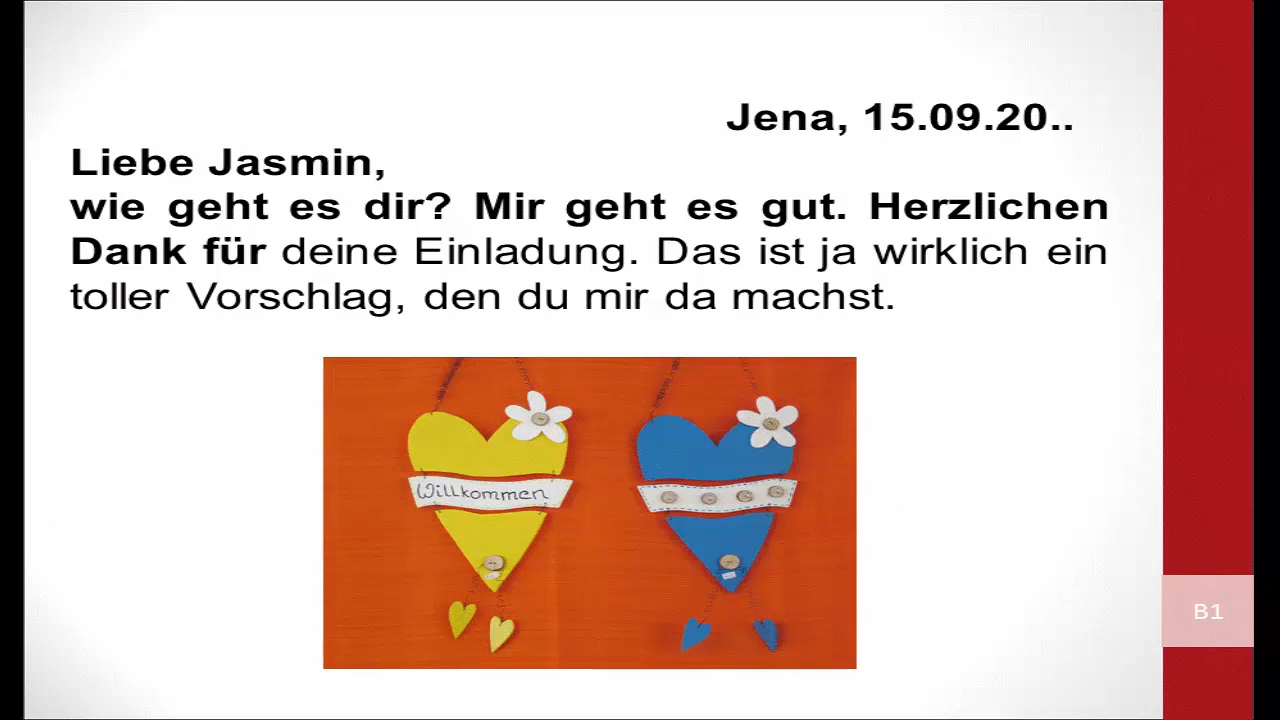 Jena, 15.09.20..
Liebe Jasmin,
wie geht es dir? Mir geht es gut. Herzlichen
Dank für deine Einladung. Das ist ja wirklich ein
toller Vorschlag, den du mir da machst.
Willkommen
B1